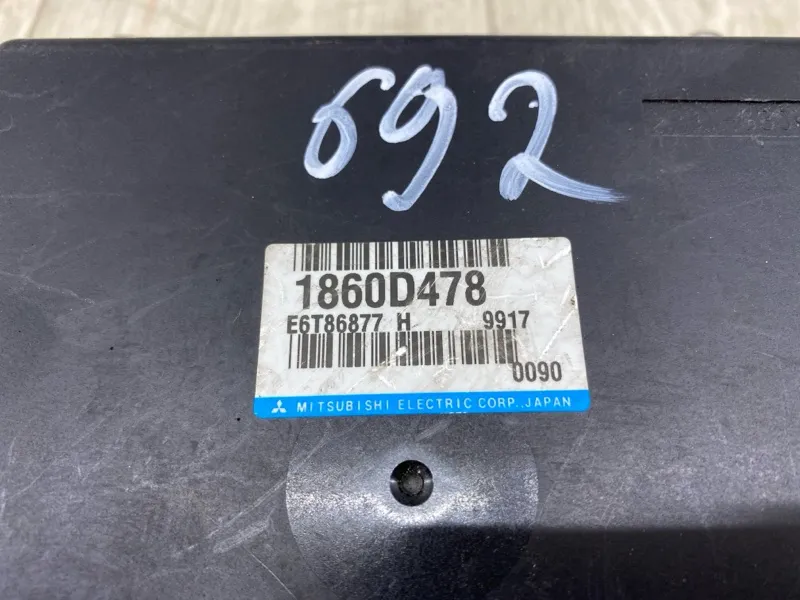 692
1860D478
E6T86877 H 9917
0090
MITSUBISHI ELECTRIC CORP., JAPAN